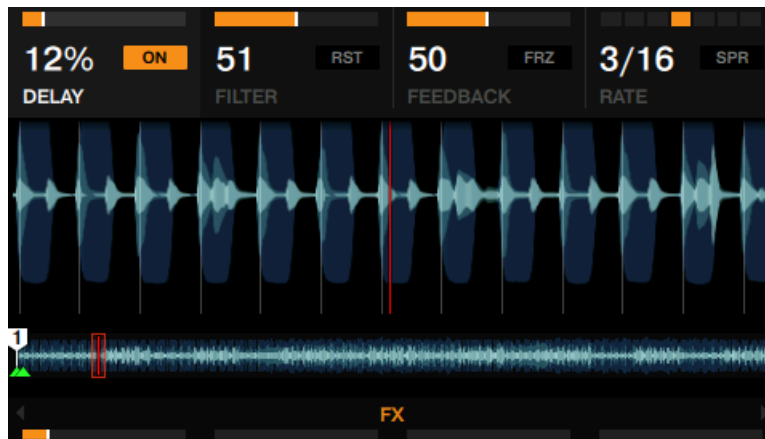 12% ON 51 RST 50 FRZ 3/16 SPR
DELAY FILTER FEEDBACK RATE
1
FX